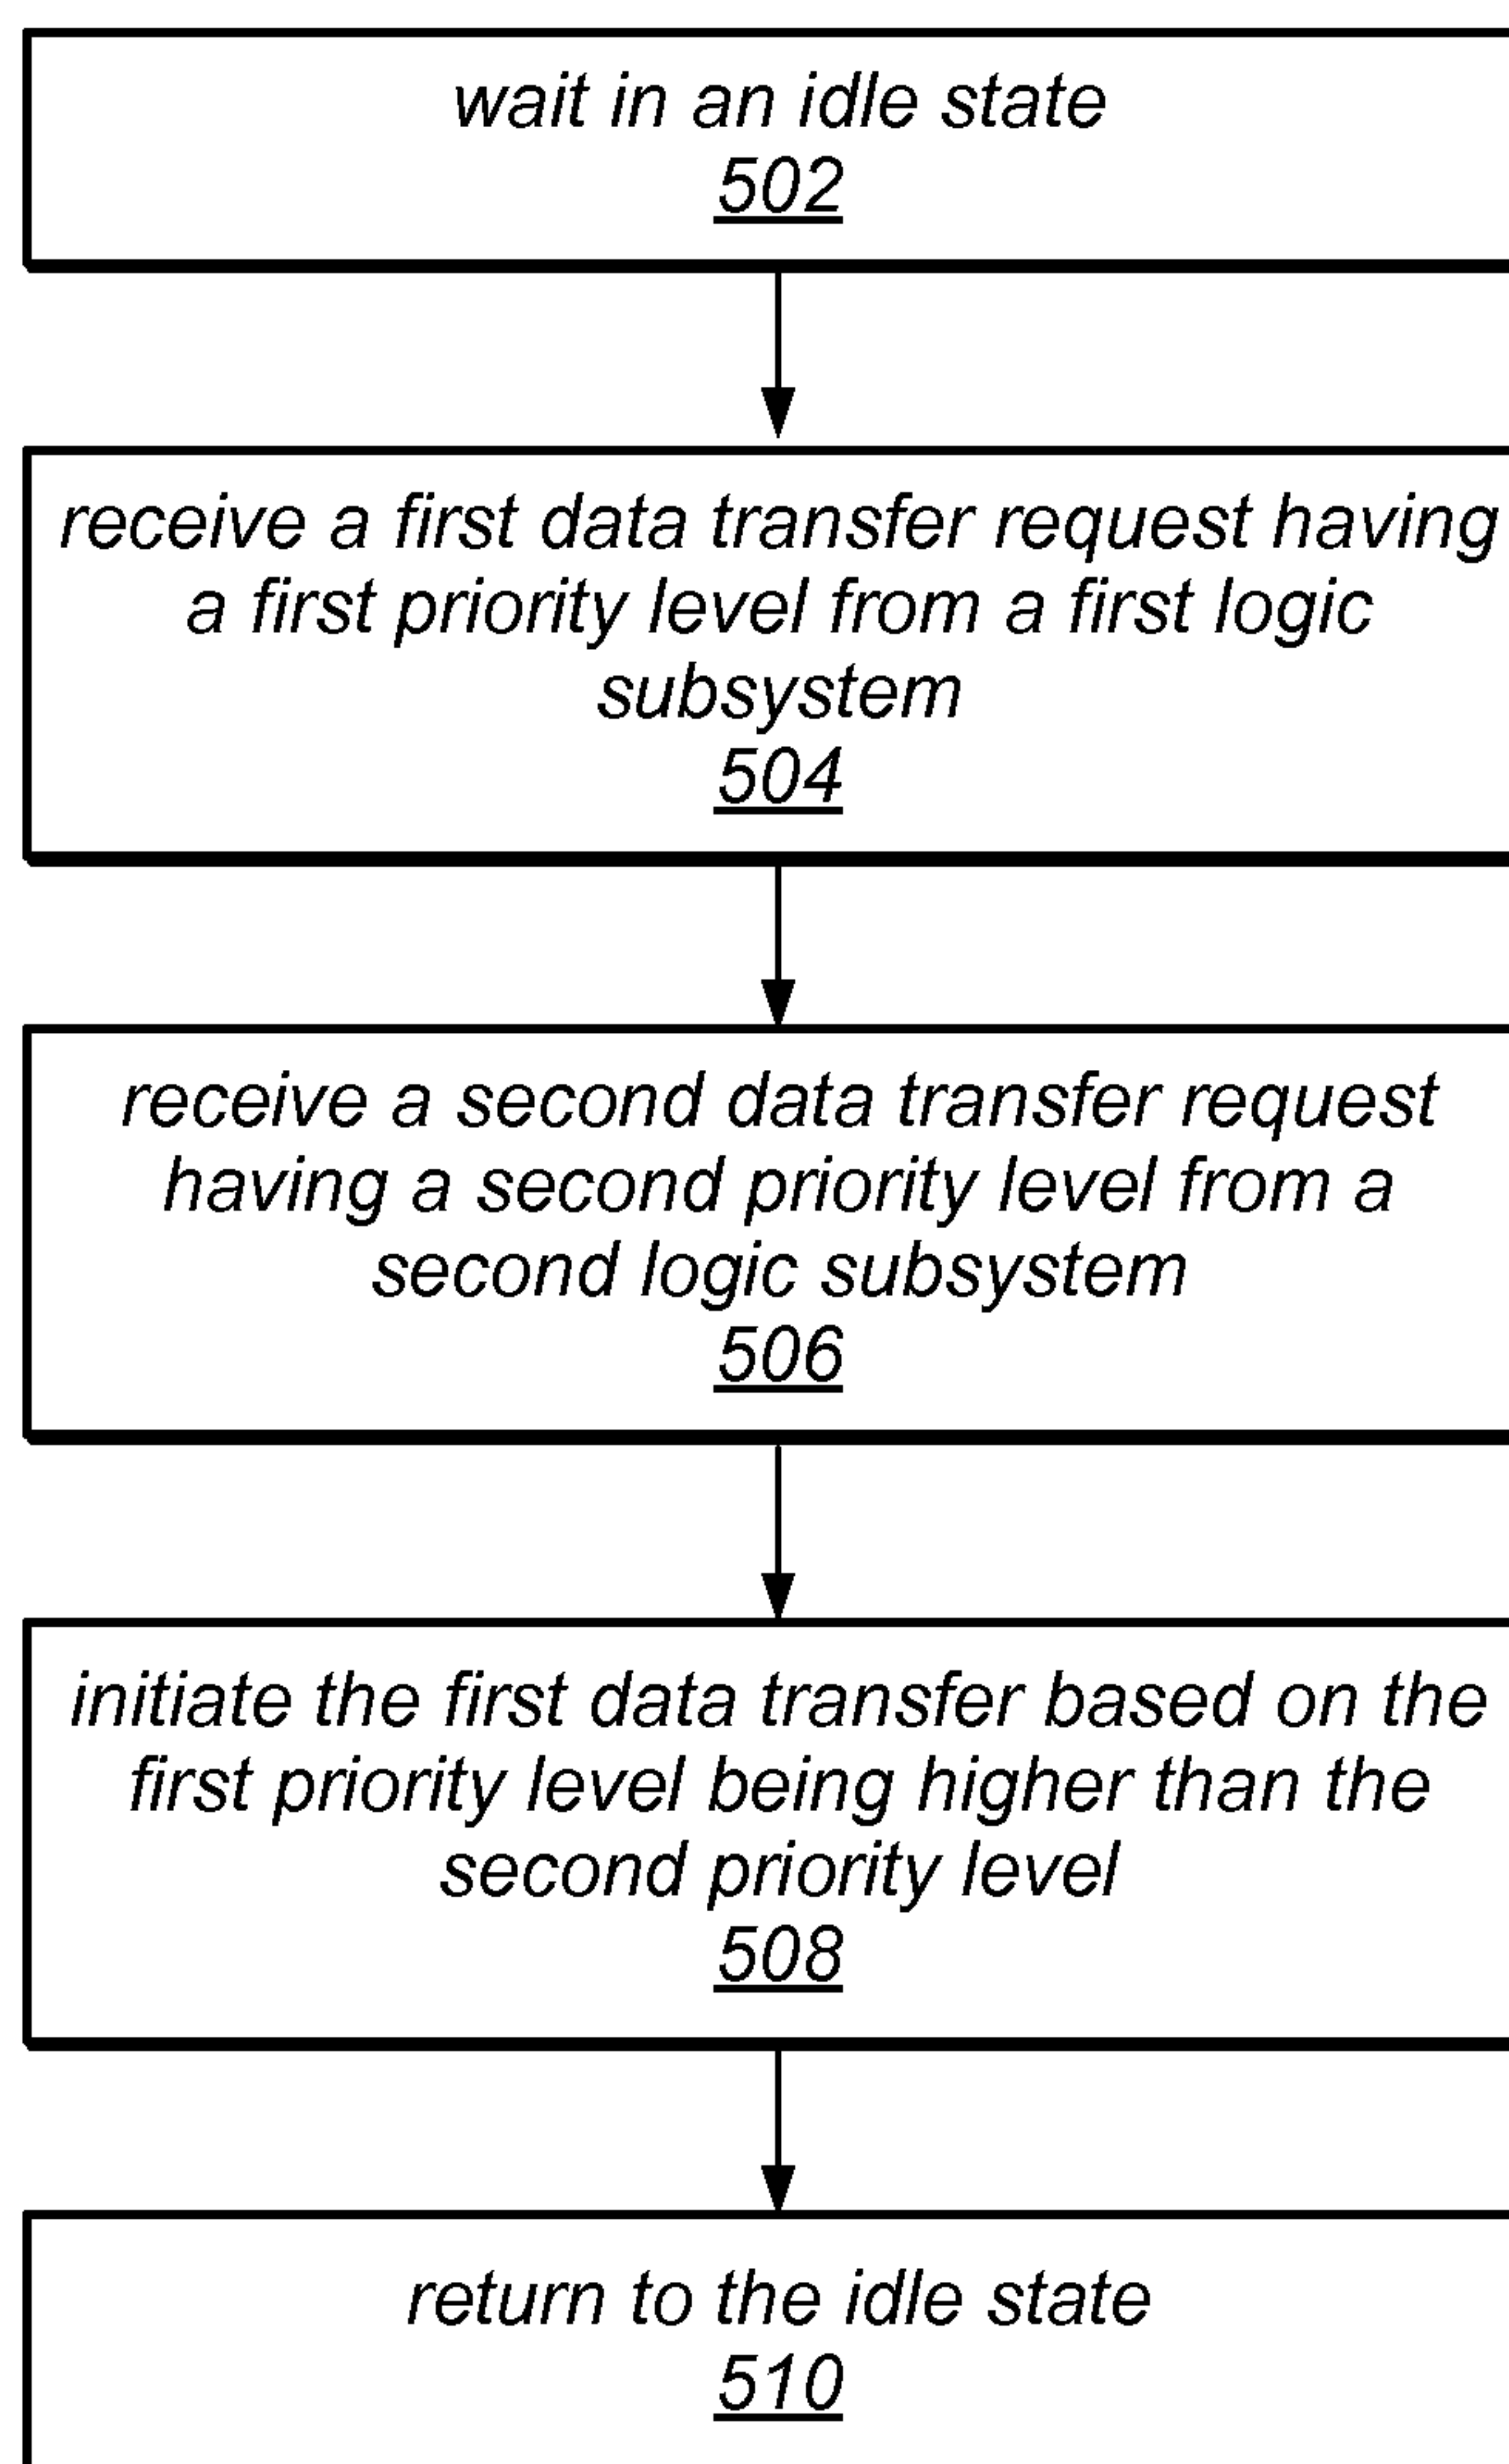 wait in an idle state
502
receive a first data transfer request having
a first priority level from a first logic
subsystem
504
receive a second data transfer request
having a second priority level from a
second logic subsystem
506
initiate the first data transfer based on the
first priority level being higher than the
second priority level
508
return to the idle state
510